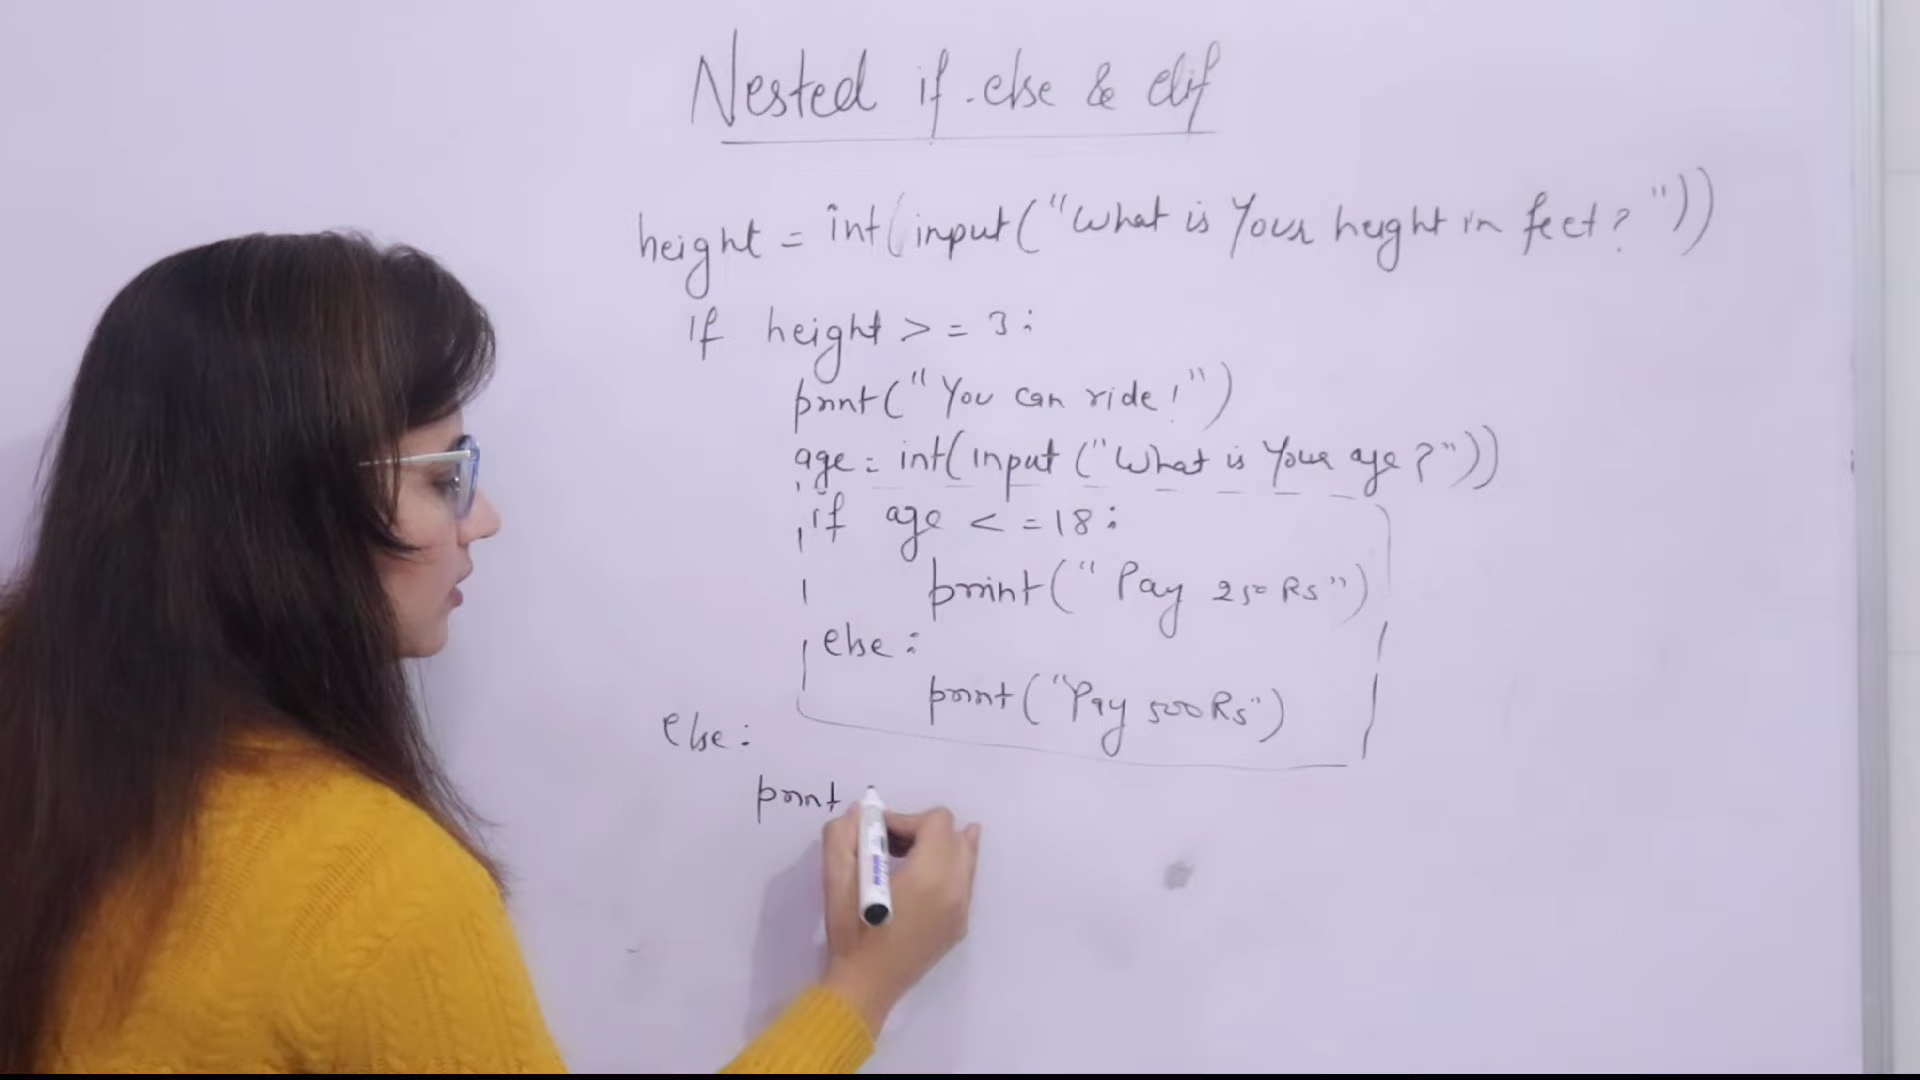 Nested if-else & elif
height = int(input("What is Your height in feet?"))
if height >= 3:
print("You can ride!")
age = int(input("What is Your age?"))
if age <=18:
print("Pay 250 Rs")
else:
print("Pay 500 Rs")
else:
print